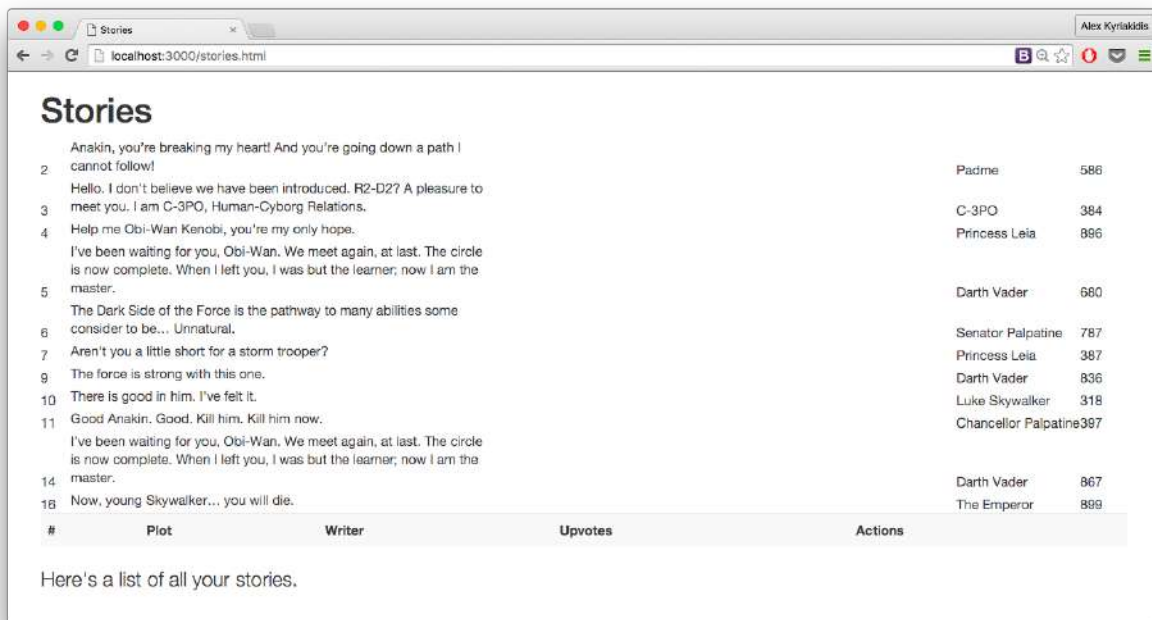 Stories
Alex Kyriakidis
localhost:3000/stories.html
B
Stories
Anakin, you're breaking my heart! And you're going down a path I
2 cannot follow! Padme 586
Hello. I don't believe we have been introduced. R2-D2? A pleasure to
3 meet you. I am C-3PO, Human-Cyborg Relations. C-3PO 384
4 Help me Obi-Wan Kenobi, you're my only hope. Princess Leia 896
I've been waiting for you, Obi-Wan. We meet again, at last. The circle
is now complete. When I left you, I was but the learner; now I am the
5 master. Darth Vader 680
The Dark Side of the Force is the pathway to many abilities some
6 consider to be... Unnatural. Senator Palpatine 787
7 Aren't you a little short for a storm trooper? Princess Leia 387
9 The force is strong with this one. Darth Vader 836
10 There is good in him. I've felt it. Luke Skywalker 318
11 Good Anakin. Good. Kill him. Kill him now. Chancellor Palpatine 397
I've been waiting for you, Obi-Wan. We meet again, at last. The circle
is now complete. When I left you, I was but the learner; now I am the
14 master. Darth Vader 867
16 Now, young Skywalker... you will die. The Emperor 899
# Plot Writer Upvotes Actions
Here's a list of all your stories.